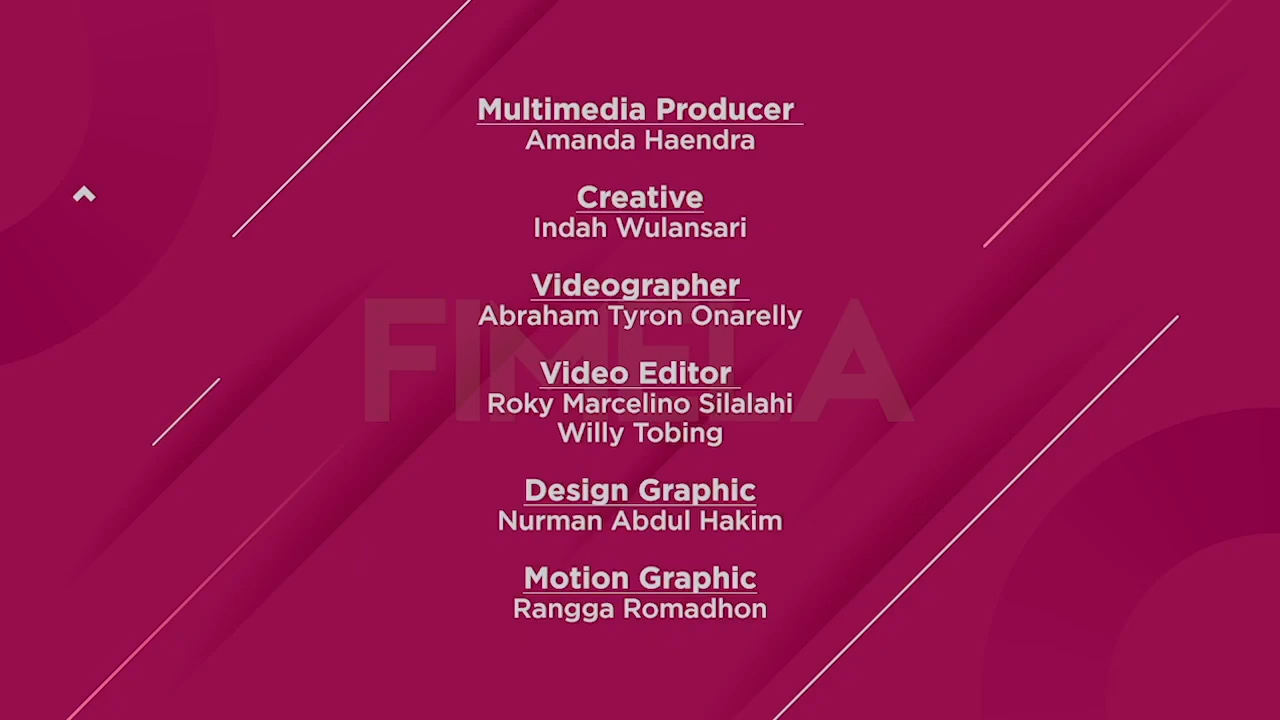 Multimedia Producer
Amanda Haendra
Creative
Indah Wulansari
Videographer
Abraham Tyron Onarelly
FIMELA
Video Editor
Roky Marcelino Silalahi
Willy Tobing
Design Graphic
Nurman Abdul Hakim
Motion Graphic
Rangga Romadhon